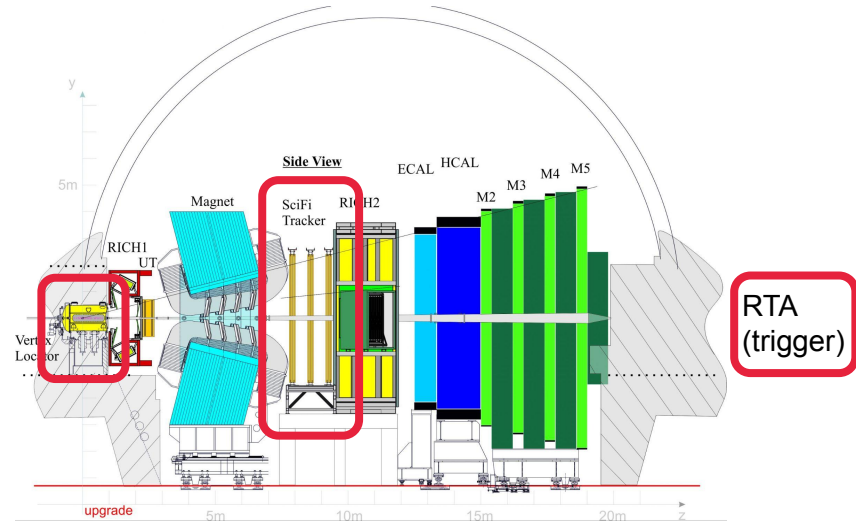 y
5m
Side View
ECAL
HCAL
M5
M4
M3
M2
Magnet
SciFi
Tracker
RICH2
RICH1
UT
Vertex
Locator
RTA
(trigger)
upgrade
5m
10m
15m
20m
z